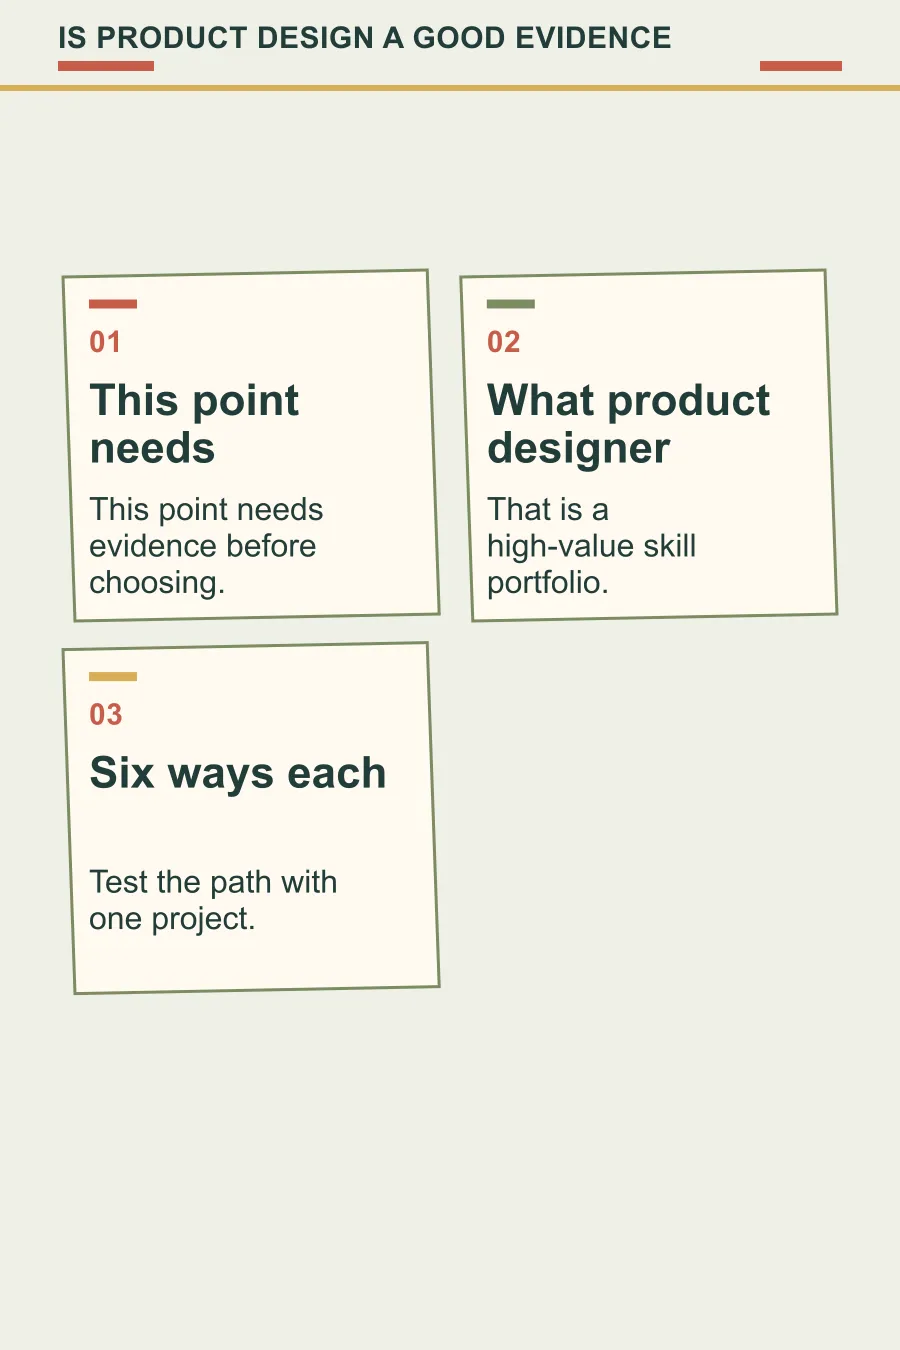 IS PRODUCT DESIGN A GOOD EVIDENCE
01
This point
needs
This point needs
evidence before
choosing.
02
What product
designer
That is a
high-value skill
portfolio.
03
Six ways each
Test the path with
one project.